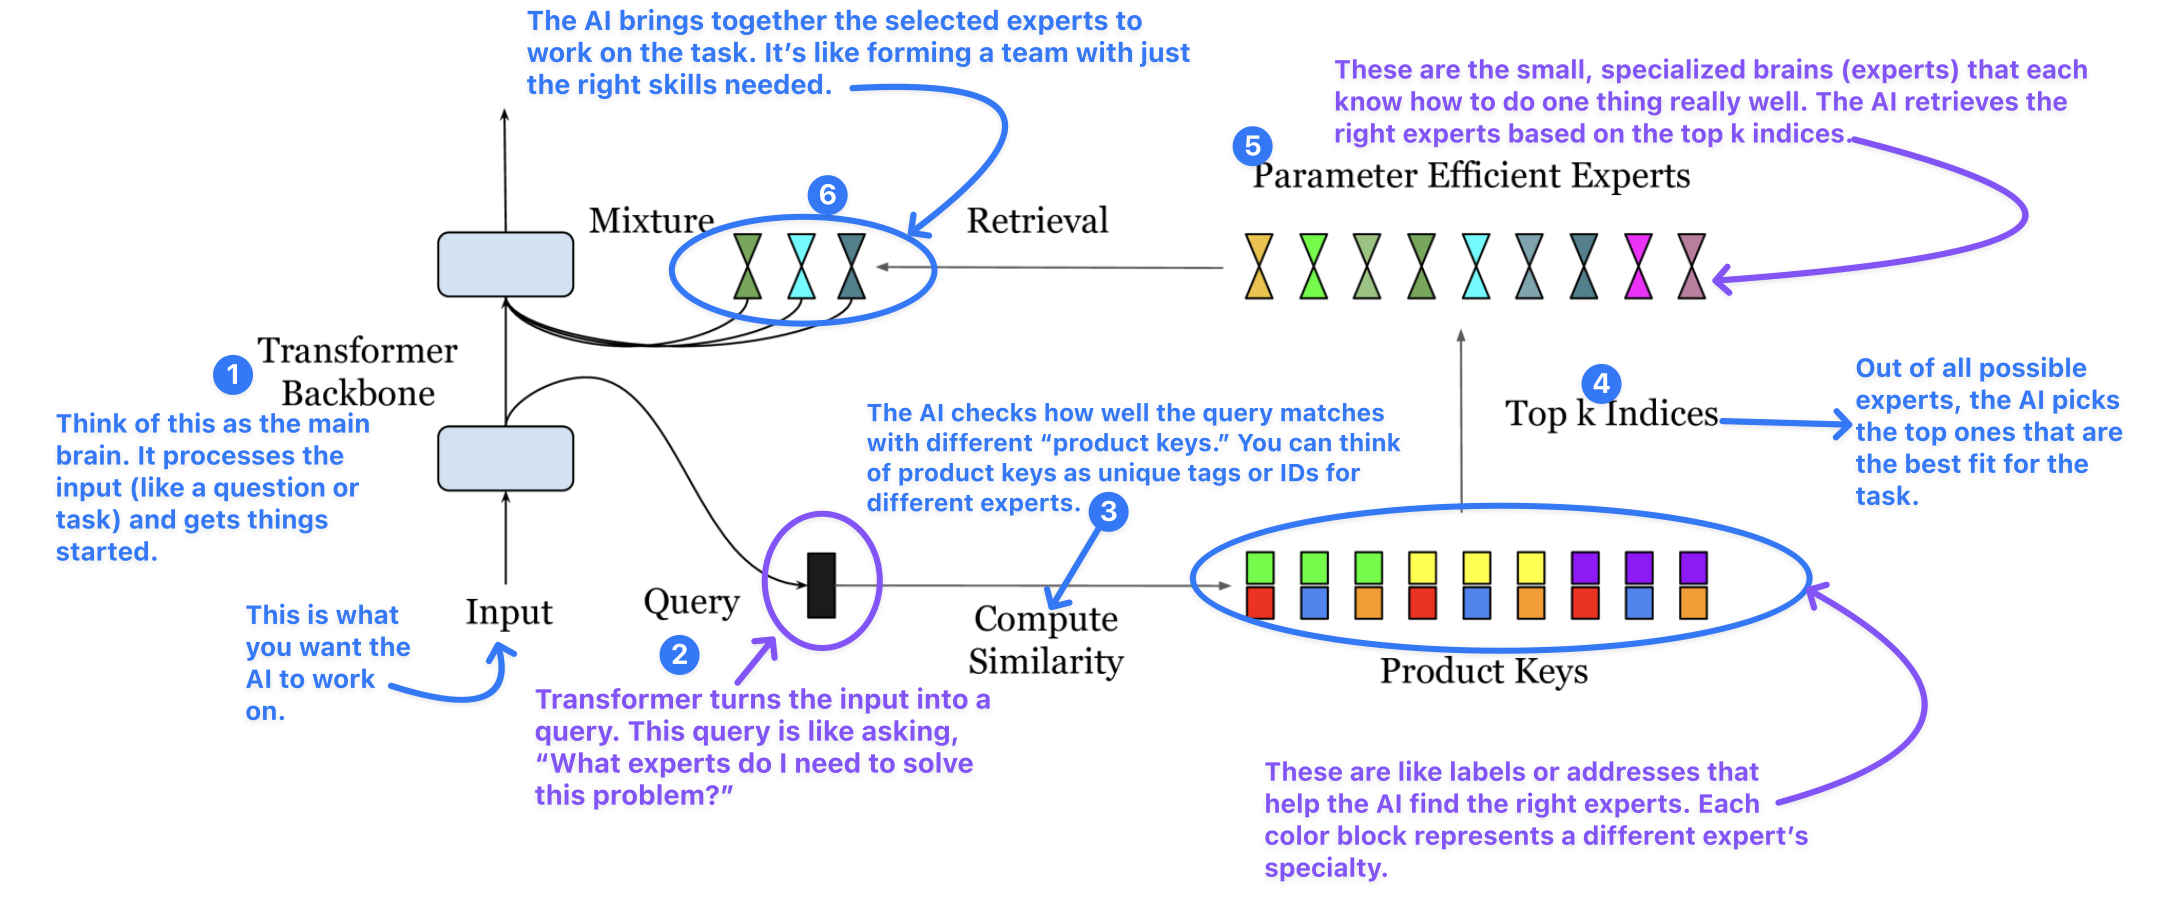 The AI brings together the selected experts to
work on the task. It’s like forming a team with just
the right skills needed.
These are the small, specialized brains (experts) that each
know how to do one thing really well. The AI retrieves the
right experts based on the top k indices.
5
Parameter Efficient Experts
6
Mixture
Retrieval
1
Transformer
Backbone
Think of this as the main
brain. It processes the
input (like a question or
task) and gets things
started.
The AI checks how well the query matches
with different “product keys.” You can think
of product keys as unique tags or IDs for
different experts.
3
4
Top k Indices
Out of all possible
experts, the AI picks
the top ones that are
the best fit for the
task.
This is what
you want the
AI to work
on.
Input
Query
2
Compute
Similarity
Product Keys
Transformer turns the input into a
query. This query is like asking,
“What experts do I need to solve
this problem?”
These are like labels or addresses that
help the AI find the right experts. Each
color block represents a different expert’s
specialty.